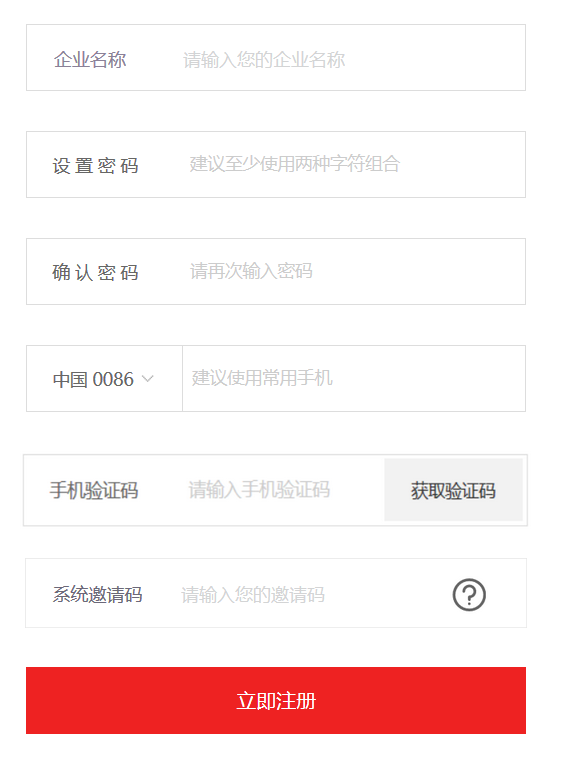 企业名称 请输入您的企业名称
设置密码 建议至少使用两种字符组合
确认密码 请再次输入密码
中国 0086 建议使用常用手机
手机验证码 请输入手机验证码 获取验证码
系统邀请码 请输入您的邀请码 ?
立即注册